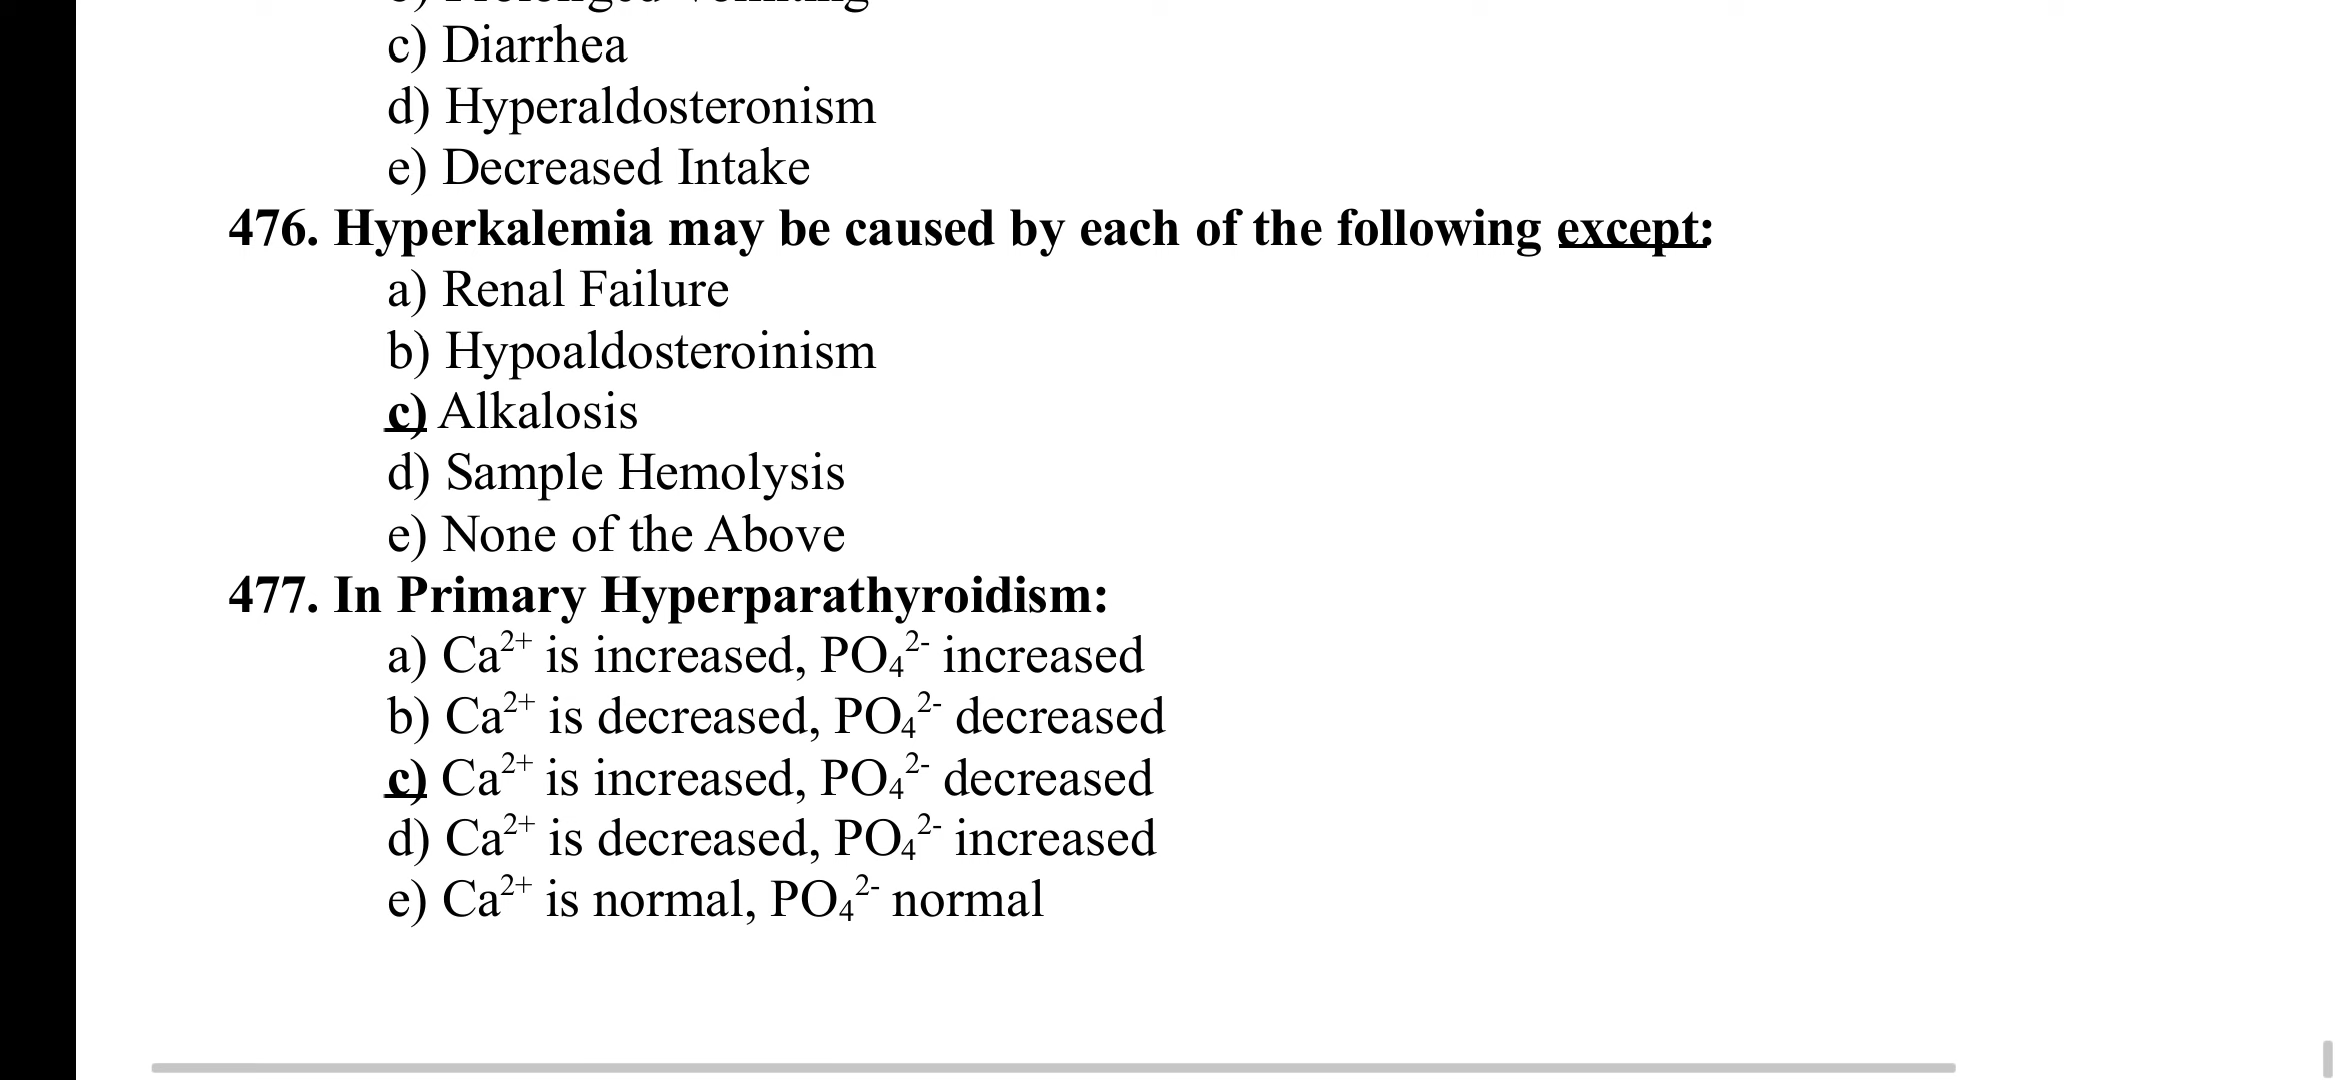 c) Diarrhea
d) Hyperaldosteronism
e) Decreased Intake
476. Hyperkalemia may be caused by each of the following except:
a) Renal Failure
b) Hypoaldosteroinism
c) Alkalosis
d) Sample Hemolysis
e) None of the Above
477. In Primary Hyperparathyroidism:
a) Ca²⁺ is increased, PO₄²⁻ increased
b) Ca²⁺ is decreased, PO₄²⁻ decreased
c) Ca²⁺ is increased, PO₄²⁻ decreased
d) Ca²⁺ is decreased, PO₄²⁻ increased
e) Ca²⁺ is normal, PO₄²⁻ normal